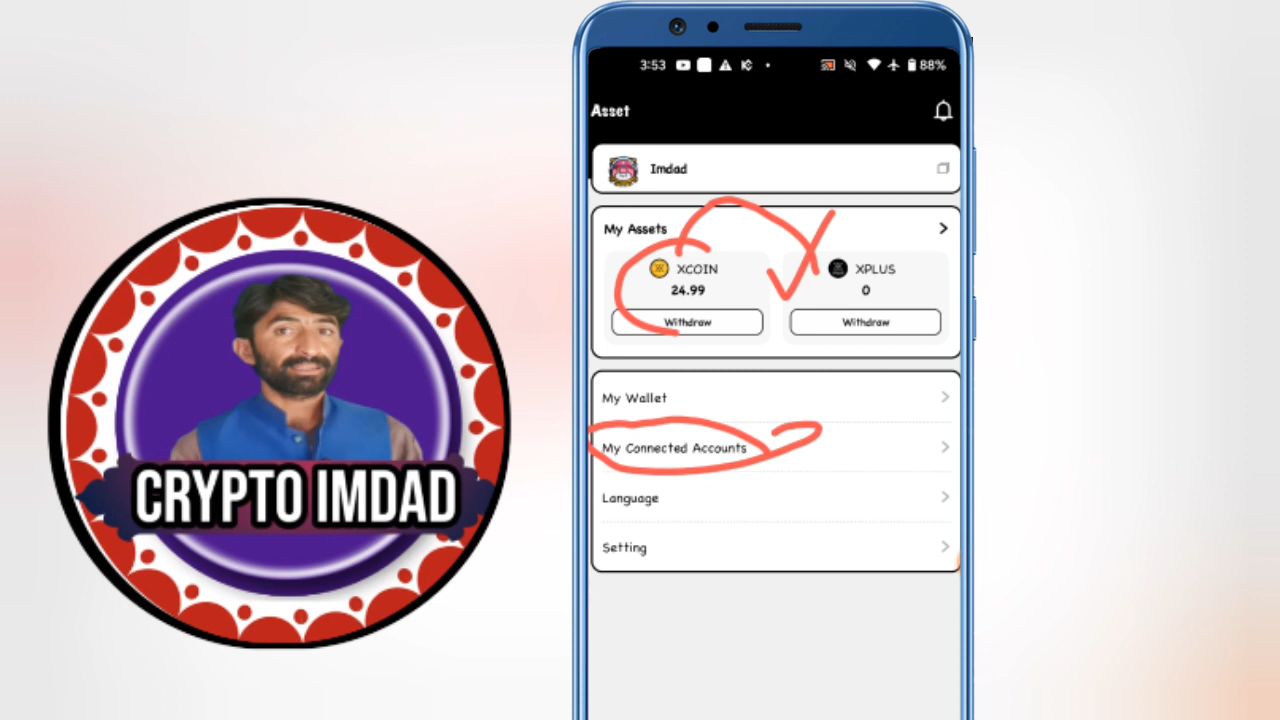 CRYPTO IMDAD
3:53
88%
Asset
Imdad
My Assets
XCOIN
24.99
Withdraw
XPLUS
0
Withdraw
My Wallet
My Connected Accounts
Language
Setting